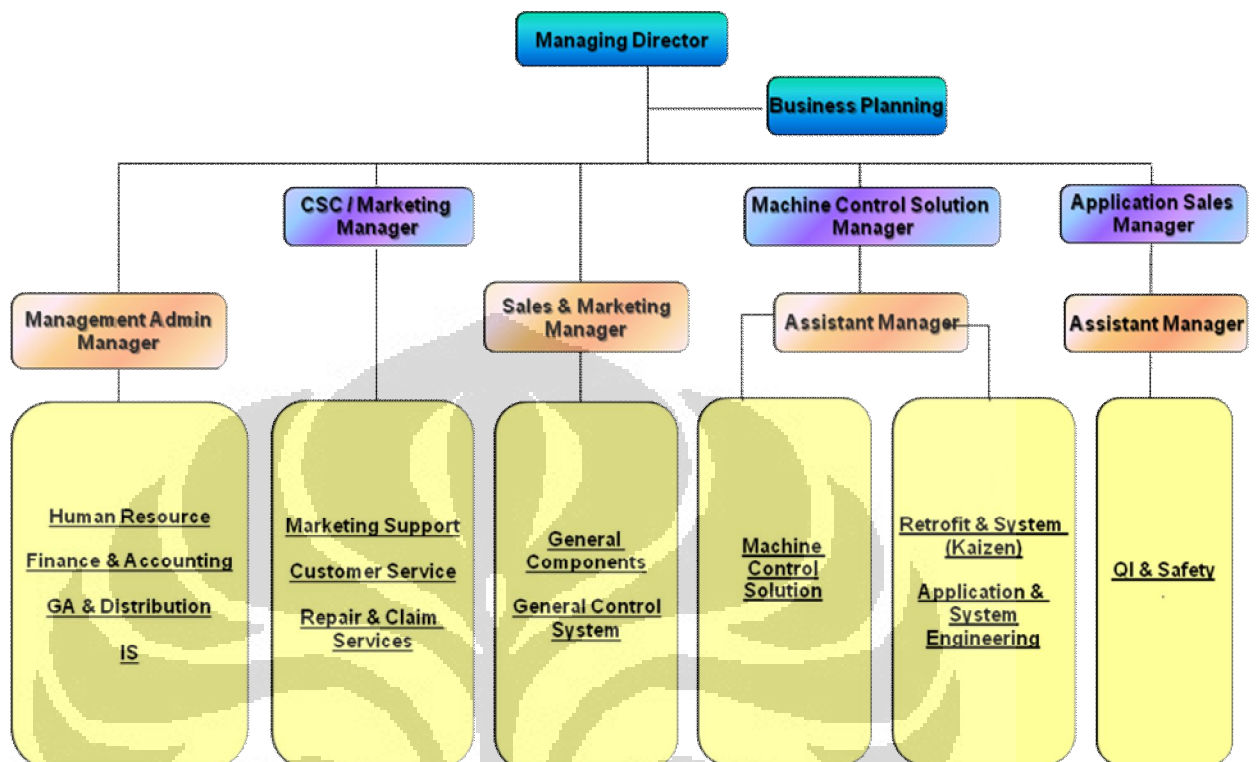 Managing Director
Business Planning
CSC / Marketing
Manager
Machine Control Solution
Manager
Application Sales
Manager
Management Admin
Manager
Sales & Marketing
Manager
Assistant Manager
Assistant Manager
Human Resource
Finance & Accounting
GA & Distribution
IS
Marketing Support
Customer Service
Repair & Claim
Services
General
Components
General Control
System
Machine
Control
Solution
Retrofit & System
(Kaizen)
Application &
System
Engineering
QI & Safety